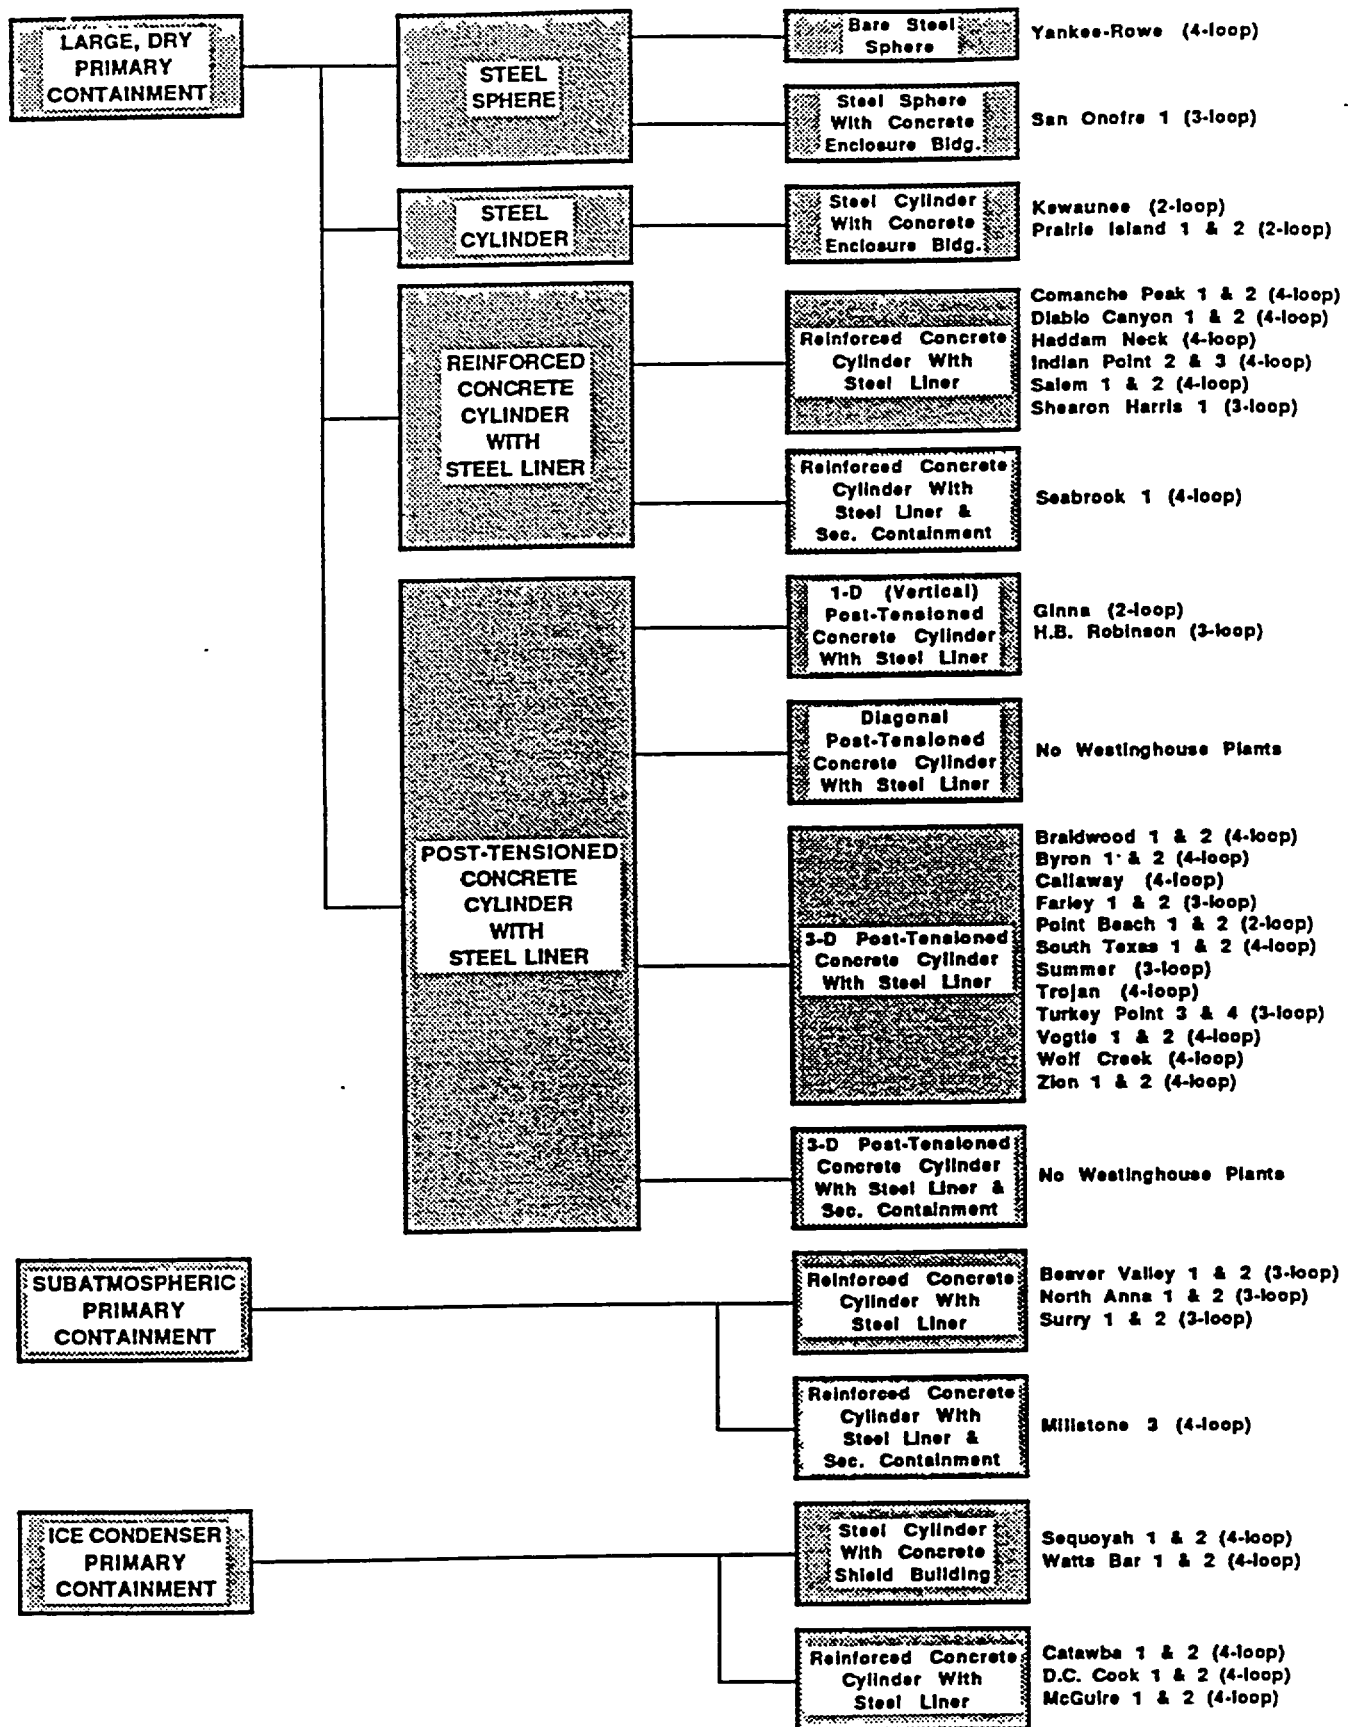 LARGE, DRY
PRIMARY
CONTAINMENT
STEEL
SPHERE
Bare Steel
Sphere
Yankee-Rowe (4-loop)
Steel Sphere
With Concrete
Enclosure Bldg.
San Onofre 1 (3-loop)
STEEL
CYLINDER
Steel Cylinder
With Concrete
Enclosure Bldg.
Kewaunee (2-loop)
Prairie Island 1 & 2 (2-loop)
REINFORCED
CONCRETE
CYLINDER
WITH
STEEL LINER
Reinforced Concrete
Cylinder With
Steel Liner
Comanche Peak 1 & 2 (4-loop)
Diablo Canyon 1 & 2 (4-loop)
Haddam Neck (4-loop)
Indian Point 2 & 3 (4-loop)
Salem 1 & 2 (4-loop)
Shearon Harris 1 (3-loop)
Reinforced Concrete
Cylinder With
Steel Liner &
Sec. Containment
Seabrook 1 (4-loop)
POST-TENSIONED
CONCRETE
CYLINDER
WITH
STEEL LINER
1-D (Vertical)
Post-Tensioned
Concrete Cylinder
With Steel Liner
Ginna (2-loop)
H.B. Robinson (3-loop)
Diagonal
Post-Tensioned
Concrete Cylinder
With Steel Liner
No Westinghouse Plants
3-D Post-Tensioned
Concrete Cylinder
With Steel Liner
Braidwood 1 & 2 (4-loop)
Byron 1 & 2 (4-loop)
Callaway (4-loop)
Farley 1 & 2 (3-loop)
Point Beach 1 & 2 (2-loop)
South Texas 1 & 2 (4-loop)
Summer (3-loop)
Trojan (4-loop)
Turkey Point 3 & 4 (3-loop)
Vogtle 1 & 2 (4-loop)
Wolf Creek (4-loop)
Zion 1 & 2 (4-loop)
3-D Post-Tensioned
Concrete Cylinder
With Steel Liner &
Sec. Containment
No Westinghouse Plants
SUBATMOSPHERIC
PRIMARY
CONTAINMENT
Reinforced Concrete
Cylinder With
Steel Liner
Beaver Valley 1 & 2 (3-loop)
North Anna 1 & 2 (3-loop)
Surry 1 & 2 (3-loop)
Reinforced Concrete
Cylinder With
Steel Liner &
Sec. Containment
Millstone 3 (4-loop)
ICE CONDENSER
PRIMARY
CONTAINMENT
Steel Cylinder
With Concrete
Shield Building
Sequoyah 1 & 2 (4-loop)
Watts Bar 1 & 2 (4-loop)
Reinforced Concrete
Cylinder With
Steel Liner
Catawba 1 & 2 (4-loop)
D.C. Cook 1 & 2 (4-loop)
McGuire 1 & 2 (4-loop)